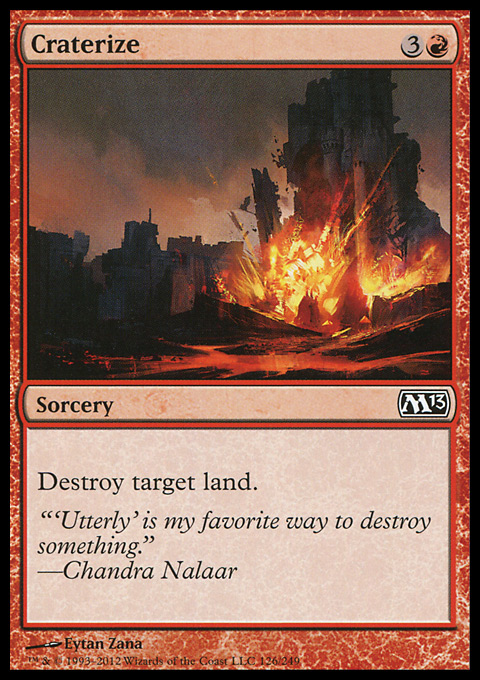 Craterize 3
Sorcery M13
Destroy target land.
“‘Utterly’ is my favorite way to destroy
something.”
—Chandra Nalaar
Eytan Zana
™ & © 1993–2012 Wizards of the Coast LLC 126/249